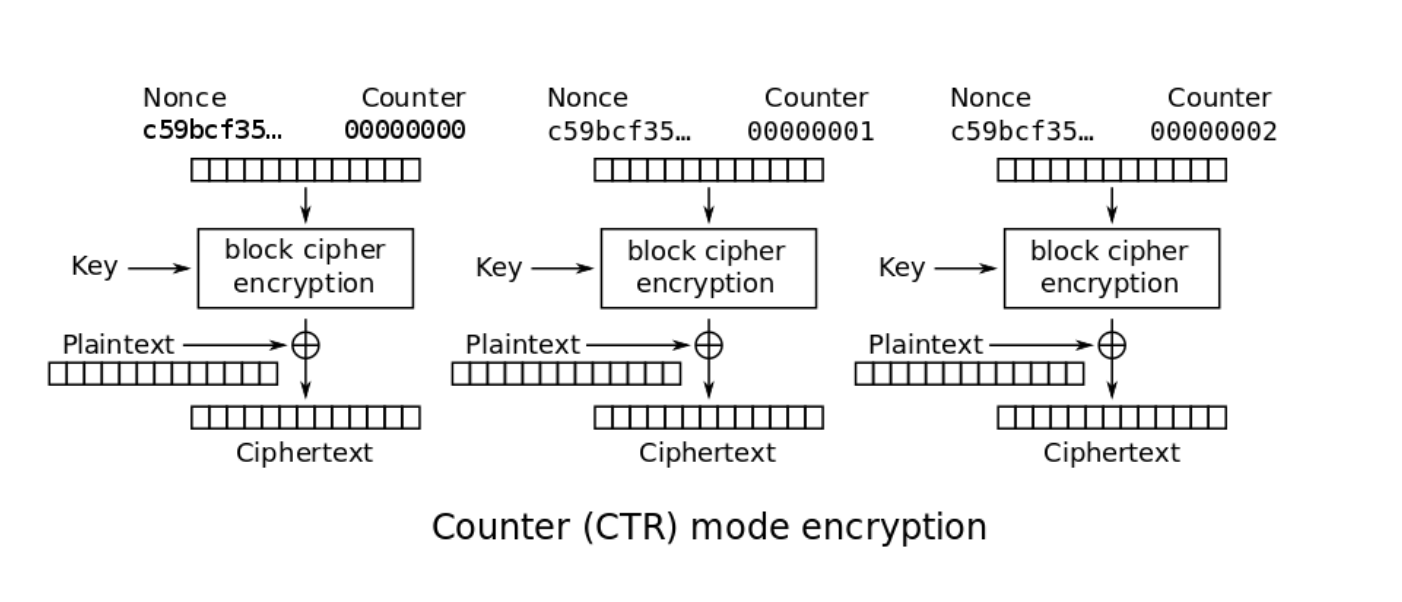 Nonce Counter
c59bcf35… 00000000
Nonce Counter
c59bcf35… 00000001
Nonce Counter
c59bcf35… 00000002
Key
block cipher
encryption
Key
block cipher
encryption
Key
block cipher
encryption
Plaintext
Plaintext
Plaintext
Ciphertext
Ciphertext
Ciphertext
Counter (CTR) mode encryption